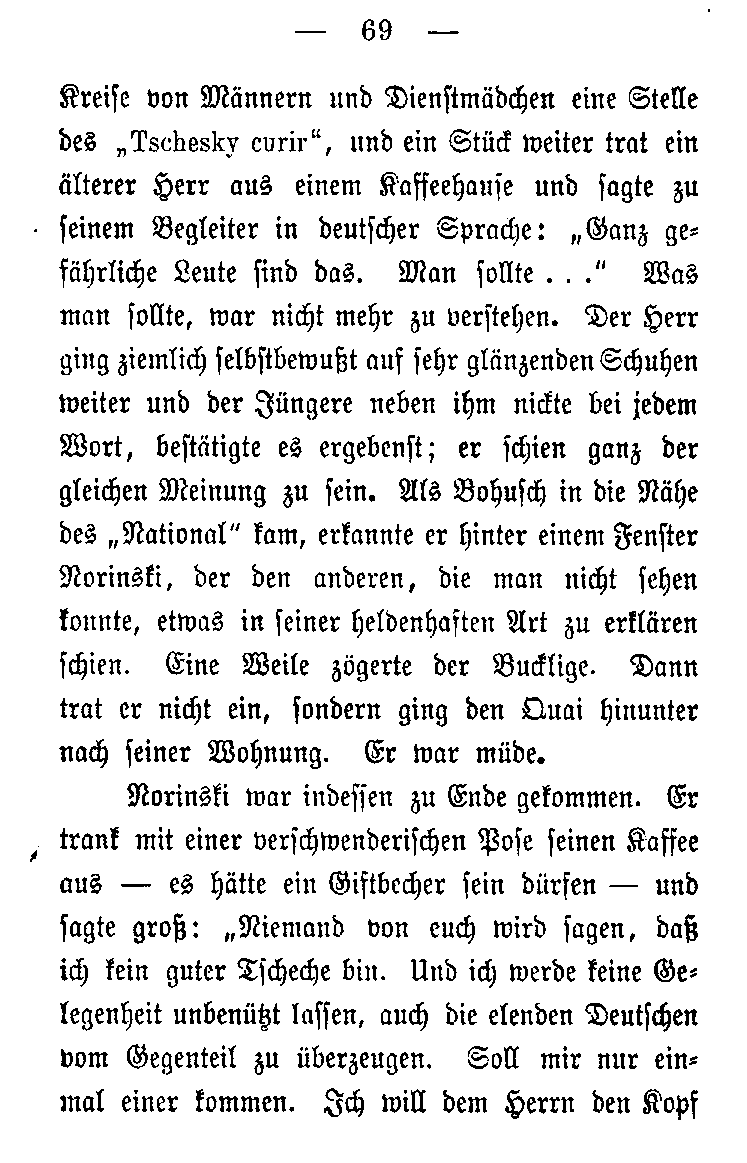 — 69 —
Kreise von Männern und Dienstmädchen eine Stelle
des „Tschesky curir“, und ein Stück weiter trat ein
älterer Herr aus einem Kaffeehause und sagte zu
seinem Begleiter in deutscher Sprache: „Ganz ge-
fährliche Leute sind das. Man sollte . . .“ Was
man sollte, war nicht mehr zu verstehen. Der Herr
ging ziemlich selbstbewußt auf sehr glänzenden Schuhen
weiter und der Jüngere neben ihm nickte bei jedem
Wort, bestätigte es ergebenst; er schien ganz der
gleichen Meinung zu sein. Als Bohusch in die Nähe
des „National“ kam, erkannte er hinter einem Fenster
Norinski, der den anderen, die man nicht sehen
konnte, etwas in seiner heldenhaften Art zu erklären
schien. Eine Weile zögerte der Bucklige. Dann
trat er nicht ein, sondern ging den Quai hinunter
nach seiner Wohnung. Er war müde.
Norinski war indessen zu Ende gekommen. Er
trank mit einer verschwenderischen Pose seinen Kaffee
aus — es hätte ein Giftbecher sein dürfen — und
sagte groß: „Niemand von euch wird sagen, daß
ich kein guter Tscheche bin. Und ich werde keine Ge-
legenheit unbenützt lassen, auch die elenden Deutschen
vom Gegenteil zu überzeugen. Soll mir nur ein-
mal einer kommen. Ich will dem Herrn den Kopf